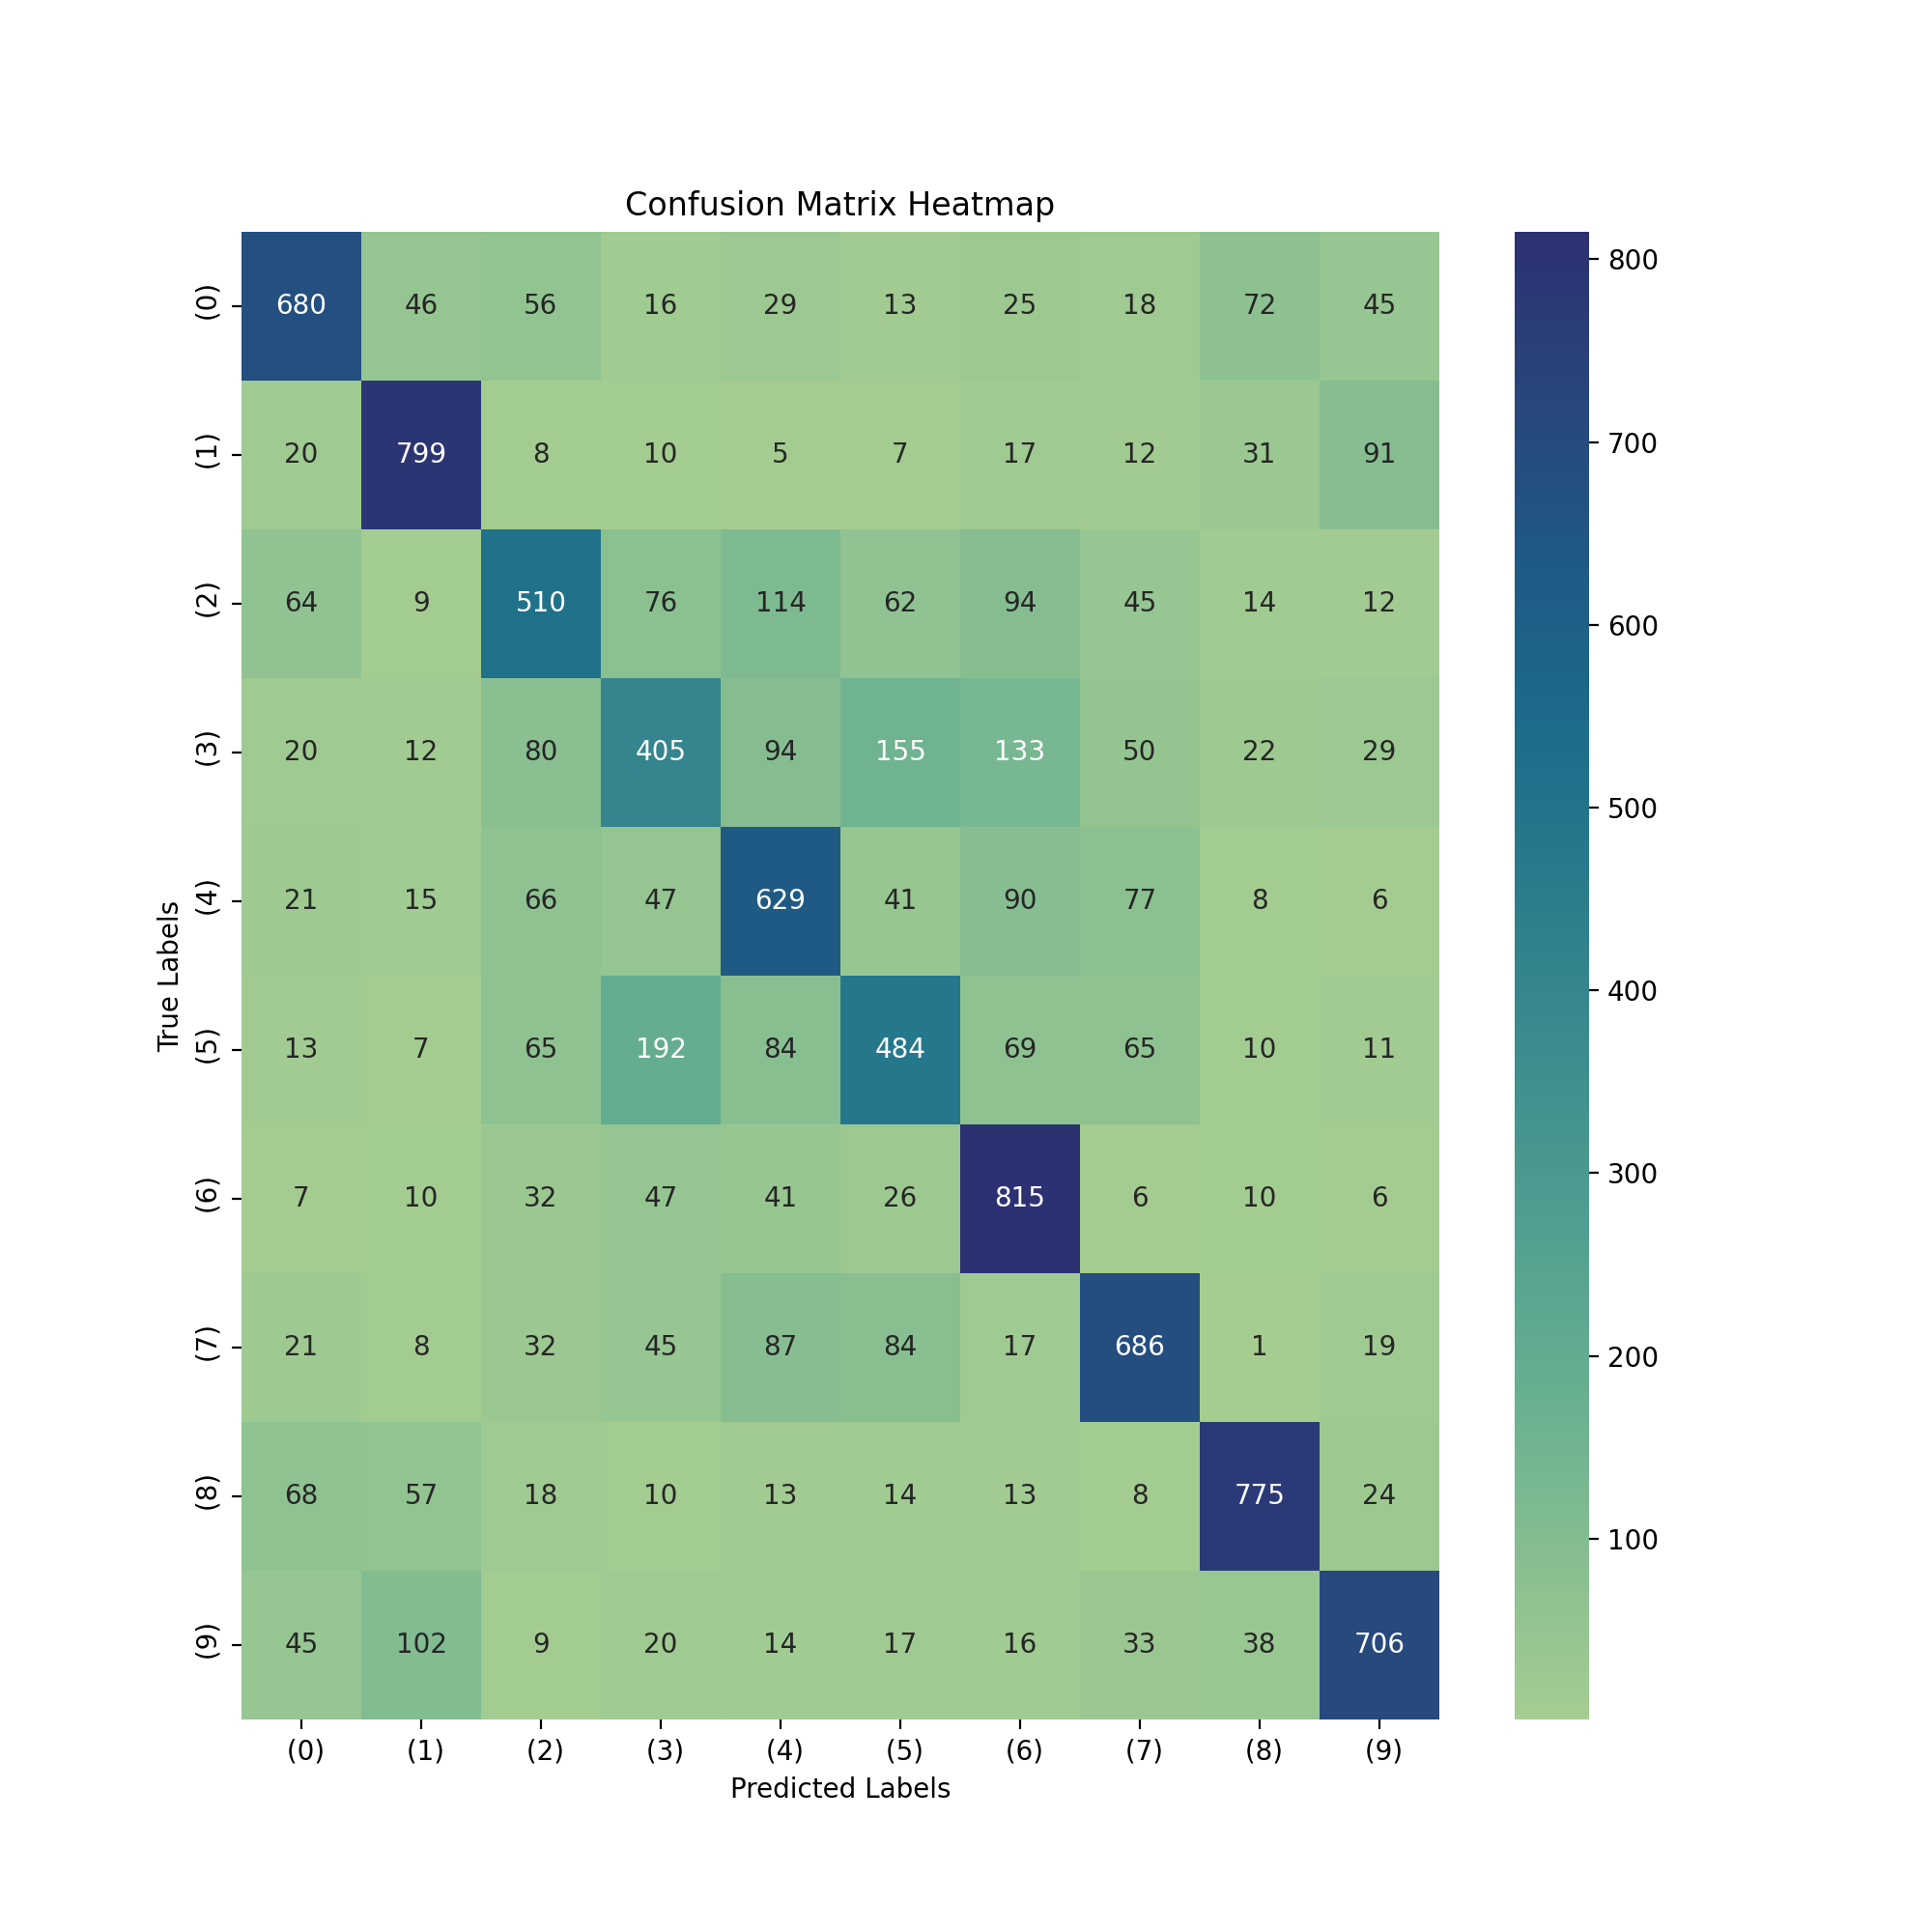 Confusion Matrix Heatmap
(0) 680 46 56 16 29 13 25 18 72 45
(1) 20 799 8 10 5 7 17 12 31 91
(2) 64 9 510 76 114 62 94 45 14 12
(3) 20 12 80 405 94 155 133 50 22 29
(4) 21 15 66 47 629 41 90 77 8 6
(5) 13 7 65 192 84 484 69 65 10 11
(6) 7 10 32 47 41 26 815 6 10 6
(7) 21 8 32 45 87 84 17 686 1 19
(8) 68 57 18 10 13 14 13 8 775 24
(9) 45 102 9 20 14 17 16 33 38 706
(0) (1) (2) (3) (4) (5) (6) (7) (8) (9)
Predicted Labels
True Labels
800
700
600
500
400
300
200
100